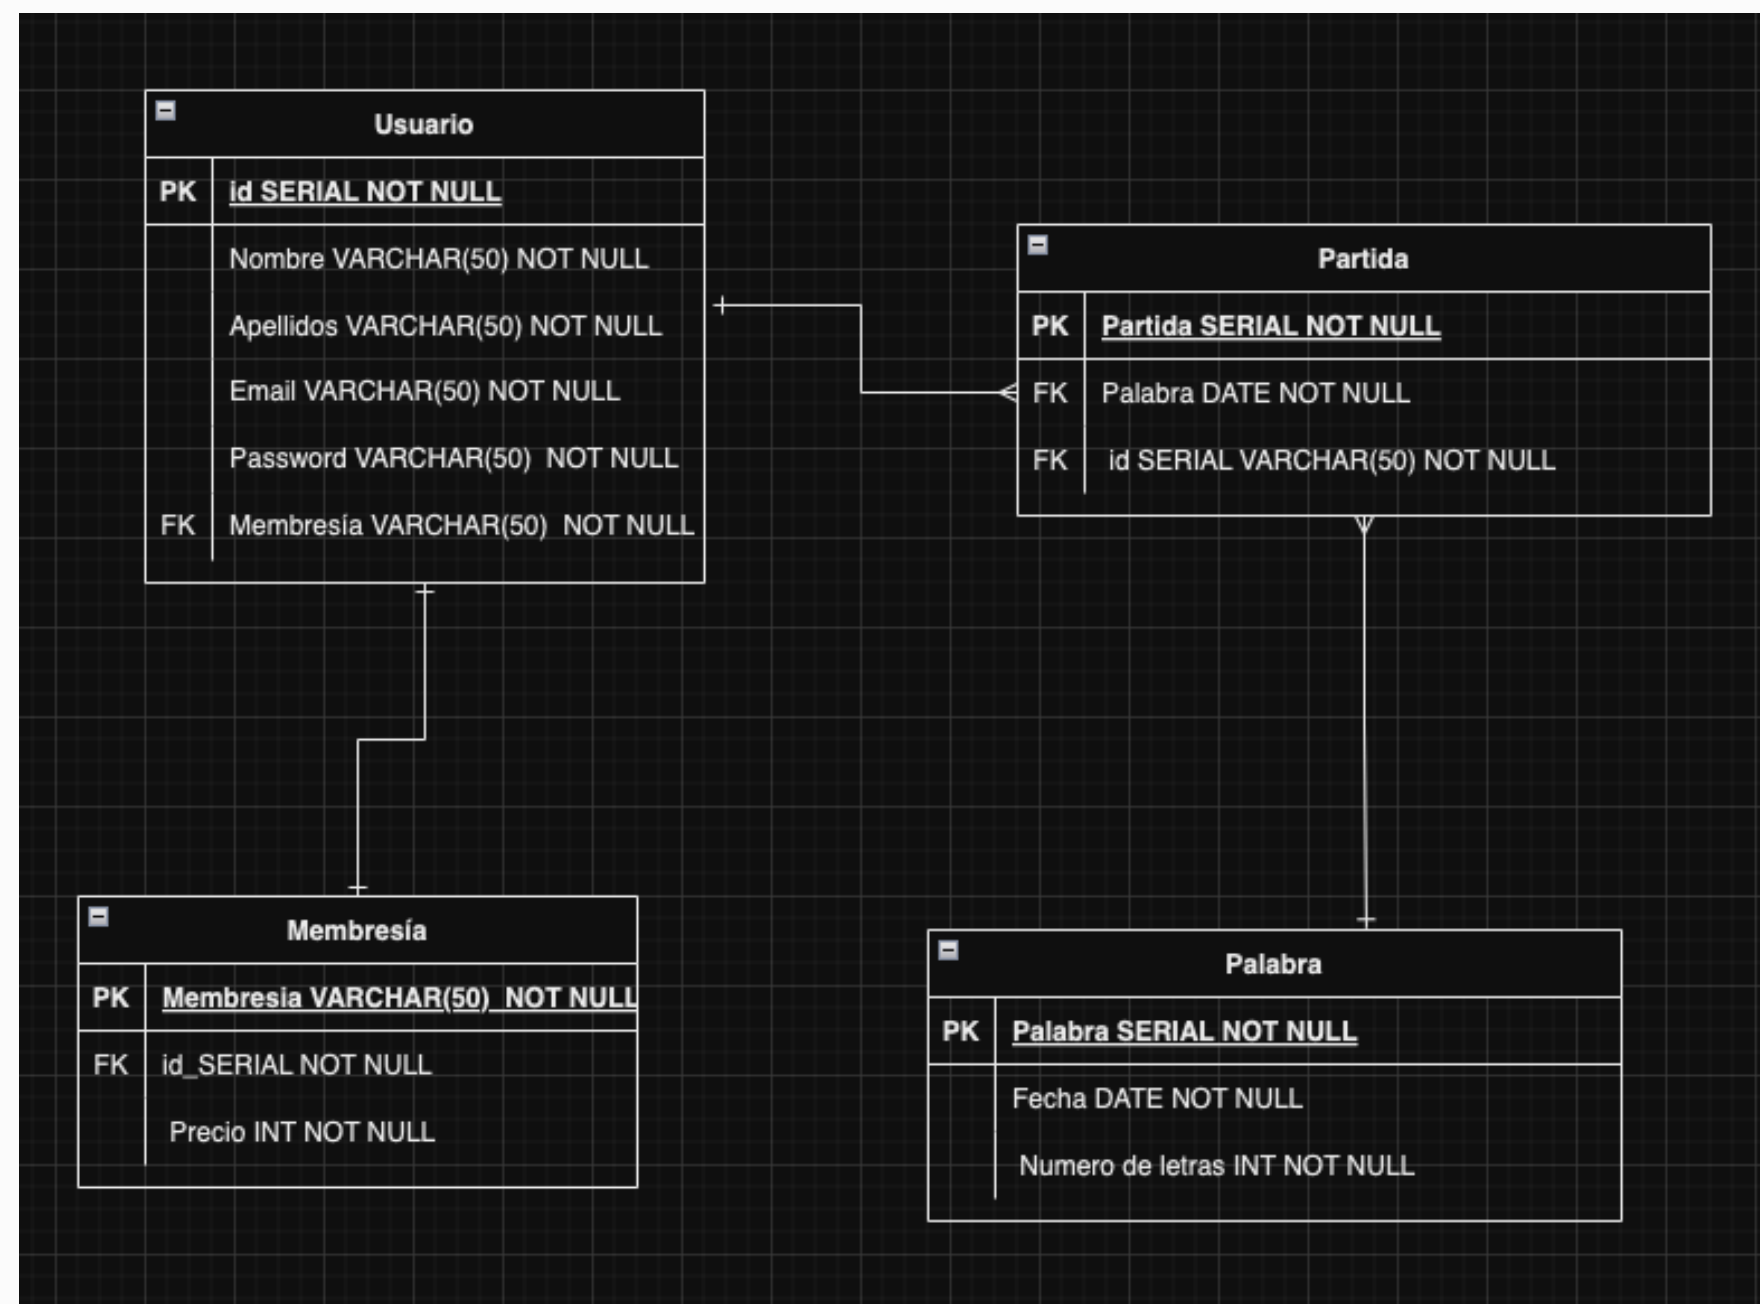 Usuario
PK id SERIAL NOT NULL
Nombre VARCHAR(50) NOT NULL
Apellidos VARCHAR(50) NOT NULL
Email VARCHAR(50) NOT NULL
Password VARCHAR(50) NOT NULL
FK Membresía VARCHAR(50) NOT NULL
Partida
PK Partida SERIAL NOT NULL
FK Palabra DATE NOT NULL
FK id SERIAL VARCHAR(50) NOT NULL
Membresía
PK Membresia VARCHAR(50) NOT NULL
FK id_SERIAL NOT NULL
Precio INT NOT NULL
Palabra
PK Palabra SERIAL NOT NULL
Fecha DATE NOT NULL
Numero de letras INT NOT NULL